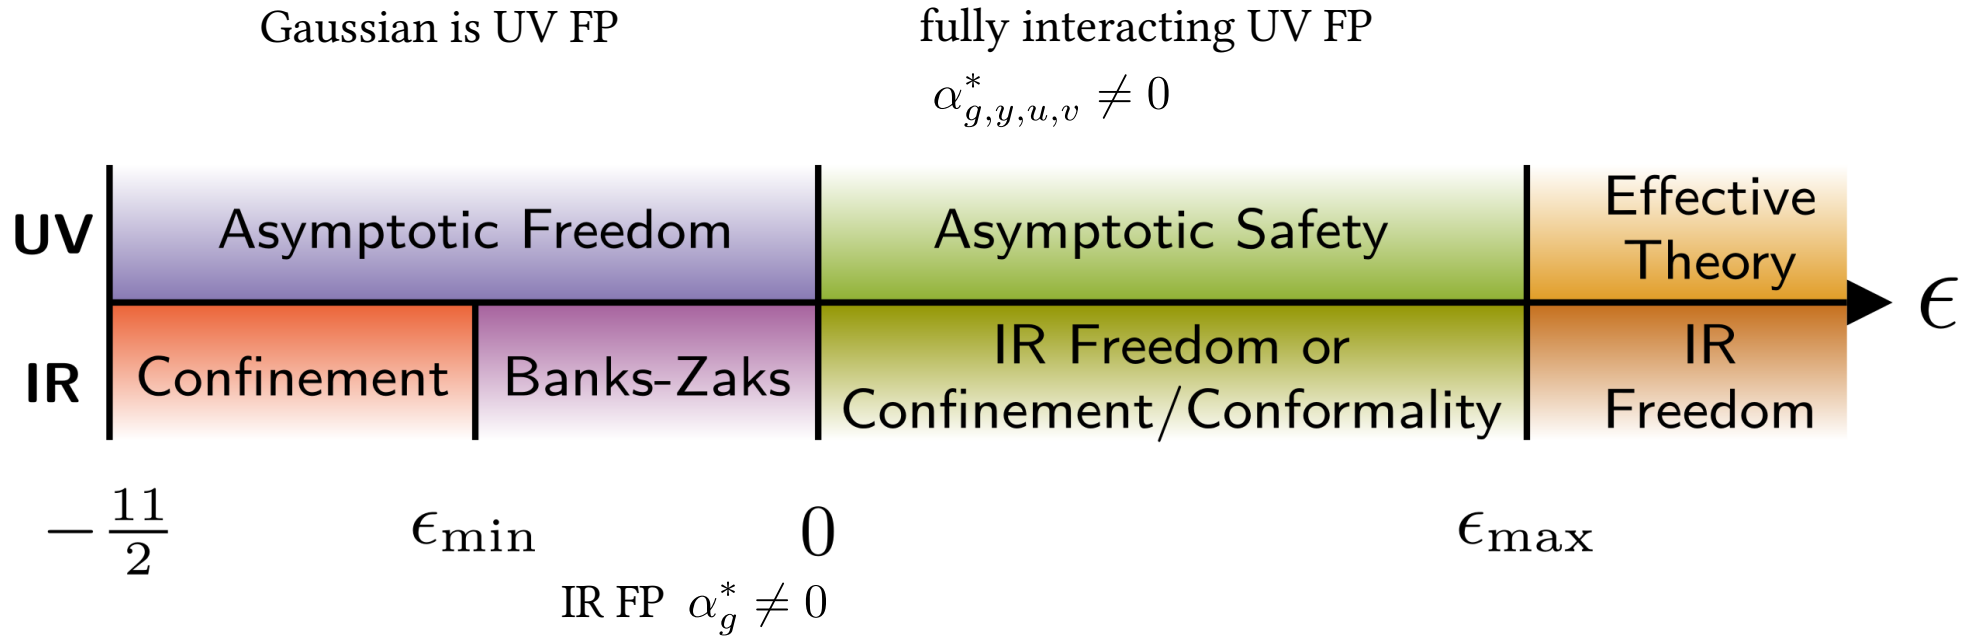 Gaussian is UV FP
fully interacting UV FP
α*g,y,u,v ≠ 0
UV
Asymptotic Freedom
Asymptotic Safety
Effective
Theory
ϵ
IR
Confinement
Banks-Zaks
IR Freedom or
Confinement/Conformality
IR
Freedom
−11/2
ϵmin
0
ϵmax
IR FP α*g ≠ 0